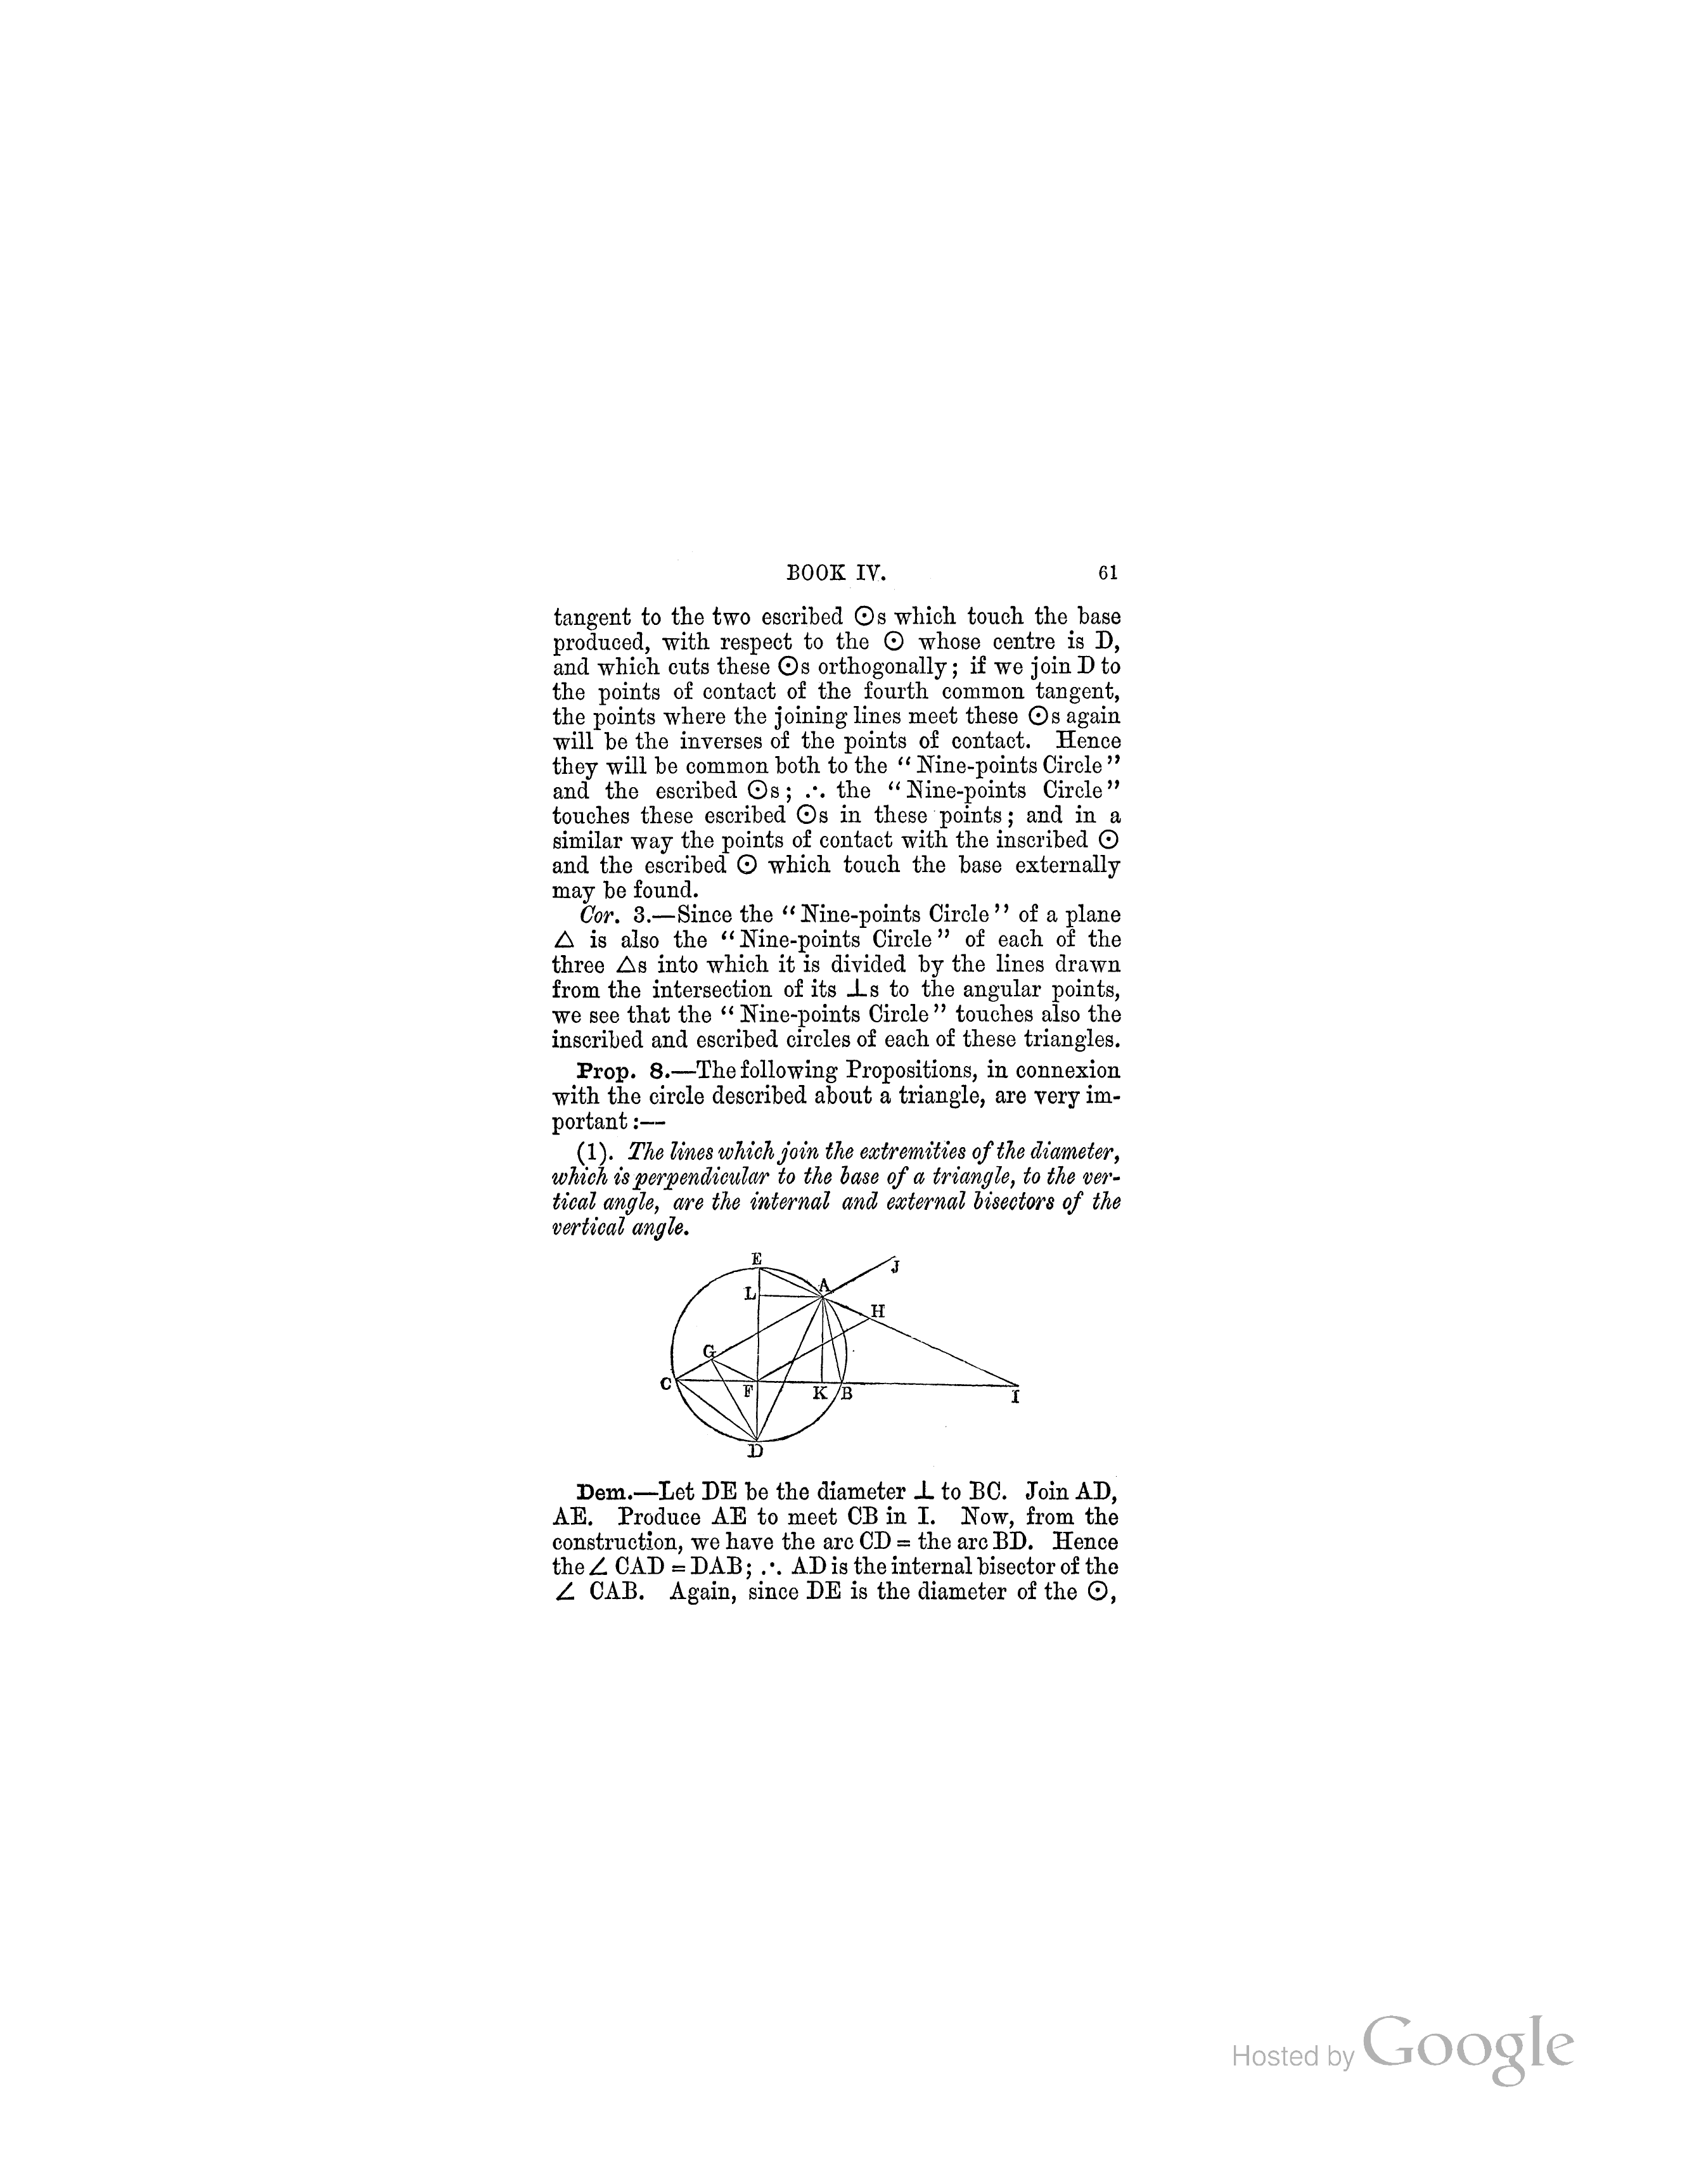 BOOK IV. 61
tangent to the two escribed ⊙s which touch the base
produced, with respect to the ⊙ whose centre is D,
and which cuts these ⊙s orthogonally; if we join D to
the points of contact of the fourth common tangent,
the points where the joining lines meet these ⊙s again
will be the inverses of the points of contact. Hence
they will be common both to the “Nine-points Circle”
and the escribed ⊙s; ∴ the “Nine-points Circle”
touches these escribed ⊙s in these points; and in a
similar way the points of contact with the inscribed ⊙
and the escribed ⊙ which touch the base externally
may be found.
Cor. 3.—Since the “Nine-points Circle” of a plane
△ is also the “Nine-points Circle” of each of the
three △s into which it is divided by the lines drawn
from the intersection of its ⊥s to the angular points,
we see that the “Nine-points Circle” touches also the
inscribed and escribed circles of each of these triangles.
Prop. 8.—The following Propositions, in connexion
with the circle described about a triangle, are very im-
portant:—
(1). The lines which join the extremities of the diameter,
which is perpendicular to the base of a triangle, to the ver-
tical angle, are the internal and external bisectors of the
vertical angle.
E
J
A
L
H
G
C
F
K
B
I
D
Dem.—Let DE be the diameter ⊥ to BC. Join AD,
AE. Produce AE to meet CB in I. Now, from the
construction, we have the arc CD = the arc BD. Hence
the ∠ CAD = DAB; ∴ AD is the internal bisector of the
∠ CAB. Again, since DE is the diameter of the ⊙,
Hosted by Google